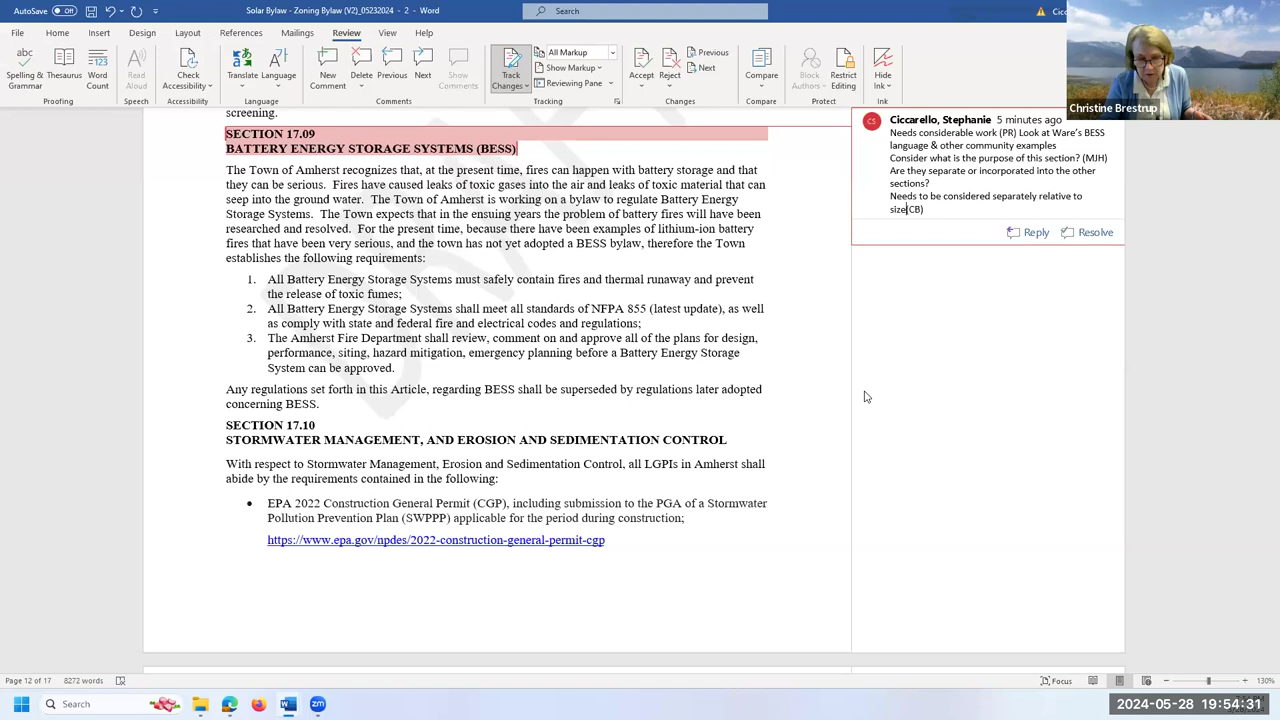 AutoSave Off
Solar Bylaw - Zoning Bylaw (V2)_05232024 - 2 - Word
Search
Cicc
File Home Insert Design Layout References Mailings Review View Help
Spelling & Grammar
Thesaurus
Word Count
Read Aloud
Check Accessibility
Translate
Language
New Comment
Delete
Previous
Next
Show Comments
Track Changes
All Markup
Show Markup
Reviewing Pane
Accept
Reject
Previous
Next
Compare
Block Authors
Restrict Editing
Hide Ink
Proofing Speech Accessibility Language Comments Tracking Changes Compare Protect Ink
Christine Brestrup
screening.
SECTION 17.09
BATTERY ENERGY STORAGE SYSTEMS (BESS)
The Town of Amherst recognizes that, at the present time, fires can happen with battery storage and that
they can be serious. Fires have caused leaks of toxic gases into the air and leaks of toxic material that can
seep into the ground water. The Town of Amherst is working on a bylaw to regulate Battery Energy
Storage Systems. The Town expects that in the ensuing years the problem of battery fires will have been
researched and resolved. For the present time, because there have been examples of lithium-ion battery
fires that have been very serious, and the town has not yet adopted a BESS bylaw, therefore the Town
establishes the following requirements:
1. All Battery Energy Storage Systems must safely contain fires and thermal runaway and prevent
the release of toxic fumes;
2. All Battery Energy Storage Systems shall meet all standards of NFPA 855 (latest update), as well
as comply with state and federal fire and electrical codes and regulations;
3. The Amherst Fire Department shall review, comment on and approve all of the plans for design,
performance, siting, hazard mitigation, emergency planning before a Battery Energy Storage
System can be approved.
Any regulations set forth in this Article, regarding BESS shall be superseded by regulations later adopted
concerning BESS.
SECTION 17.10
STORMWATER MANAGEMENT, AND EROSION AND SEDIMENTATION CONTROL
With respect to Stormwater Management, Erosion and Sedimentation Control, all LGPIs in Amherst shall
abide by the requirements contained in the following:
• EPA 2022 Construction General Permit (CGP), including submission to the PGA of a Stormwater
Pollution Prevention Plan (SWPPP) applicable for the period during construction;
https://www.epa.gov/npdes/2022-construction-general-permit-cgp
CS
Ciccarello, Stephanie 5 minutes ago
Needs considerable work (PR) Look at Ware's BESS
language & other community examples
Consider what is the purpose of this section? (MJH)
Are they separate or incorporated into the other
sections?
Needs to be considered separately relative to
size(CB)
Reply Resolve
Page 12 of 17 8272 words
Focus
130%
Search
2024-05-28 19:54:31